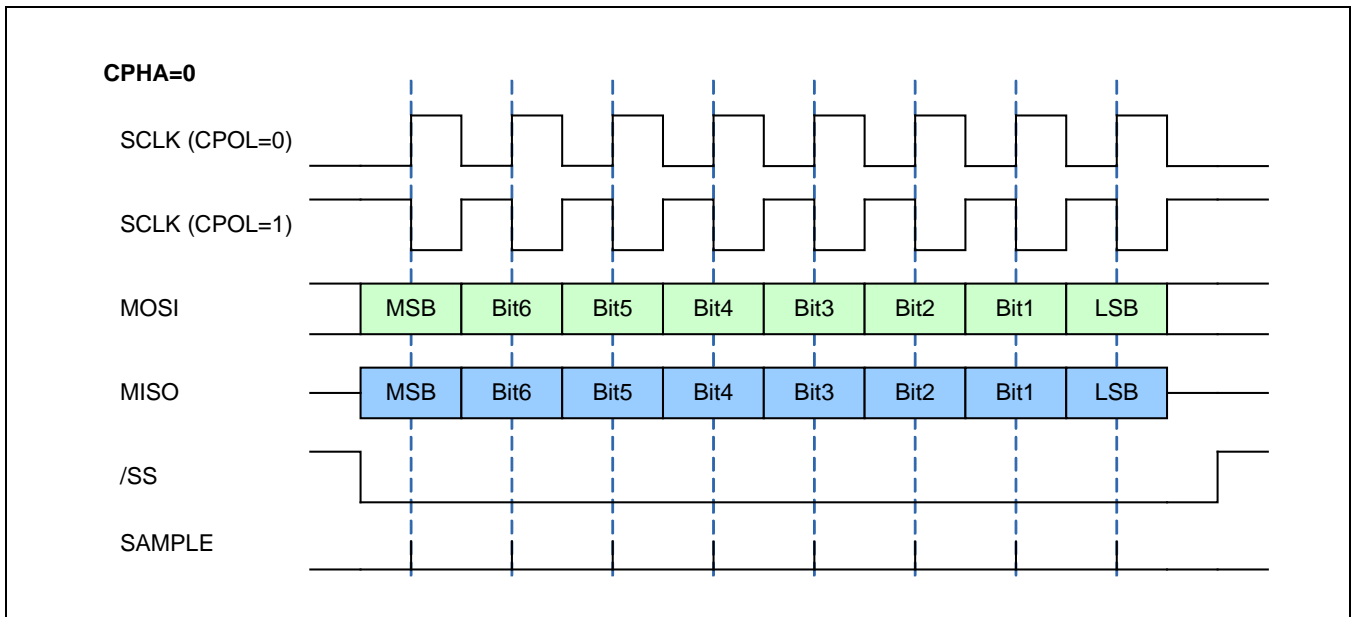 CPHA=0
SCLK (CPOL=0)
SCLK (CPOL=1)
MOSI MSB Bit6 Bit5 Bit4 Bit3 Bit2 Bit1 LSB
MISO MSB Bit6 Bit5 Bit4 Bit3 Bit2 Bit1 LSB
/SS
SAMPLE